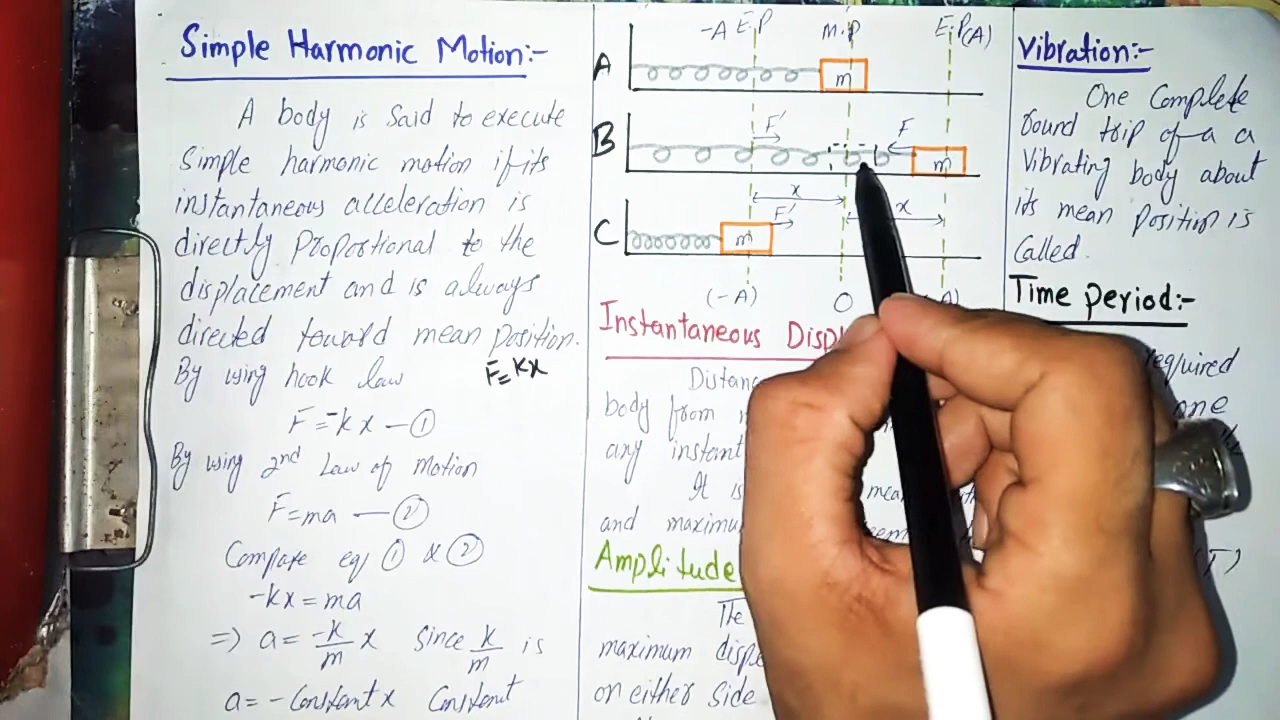 Simple Harmonic Motion:-
A body is said to execute
Simple harmonic motion if its
instantaneous acceleration is
directly proportional to the
displacement and is always
directed toward mean position.
By using hook law
F=kx
F=-kx —①
By using 2nd Law of motion
F=ma —②
Compare eq ① & ②
-kx=ma
⇒ a=-k/m x since k/m is
a=-constant x Constant
-A E.P M.P E.P(A)
A m
B F' F m
x x
C m F'
(-A) O A)
Instantaneous Displ
Distan
body from
any instant
It is mea
and maximu
Amplitude
The
maximum disp
on either side
Vibration:-
One Complete
round trip of a a
vibrating body about
its mean position is
Called.
Time period:-
required
one
(T)